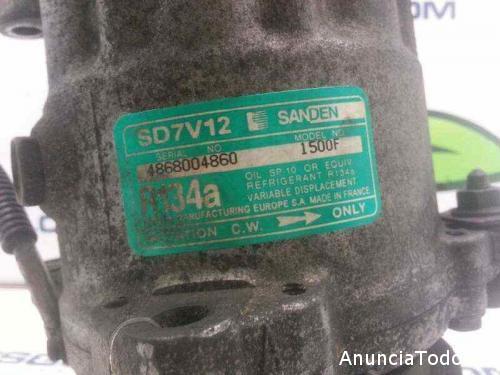 SD7V12 SANDEN
SERIAL NO MODEL NO
4868004860 1500F
R134a
OIL SP.10 OR EQUIV
REFRIGERANT R134a
VARIABLE DISPLACEMENT
MANUFACTURING EUROPE S.A MADE IN FRANCE
C.W. ONLY
AnunciaTodo